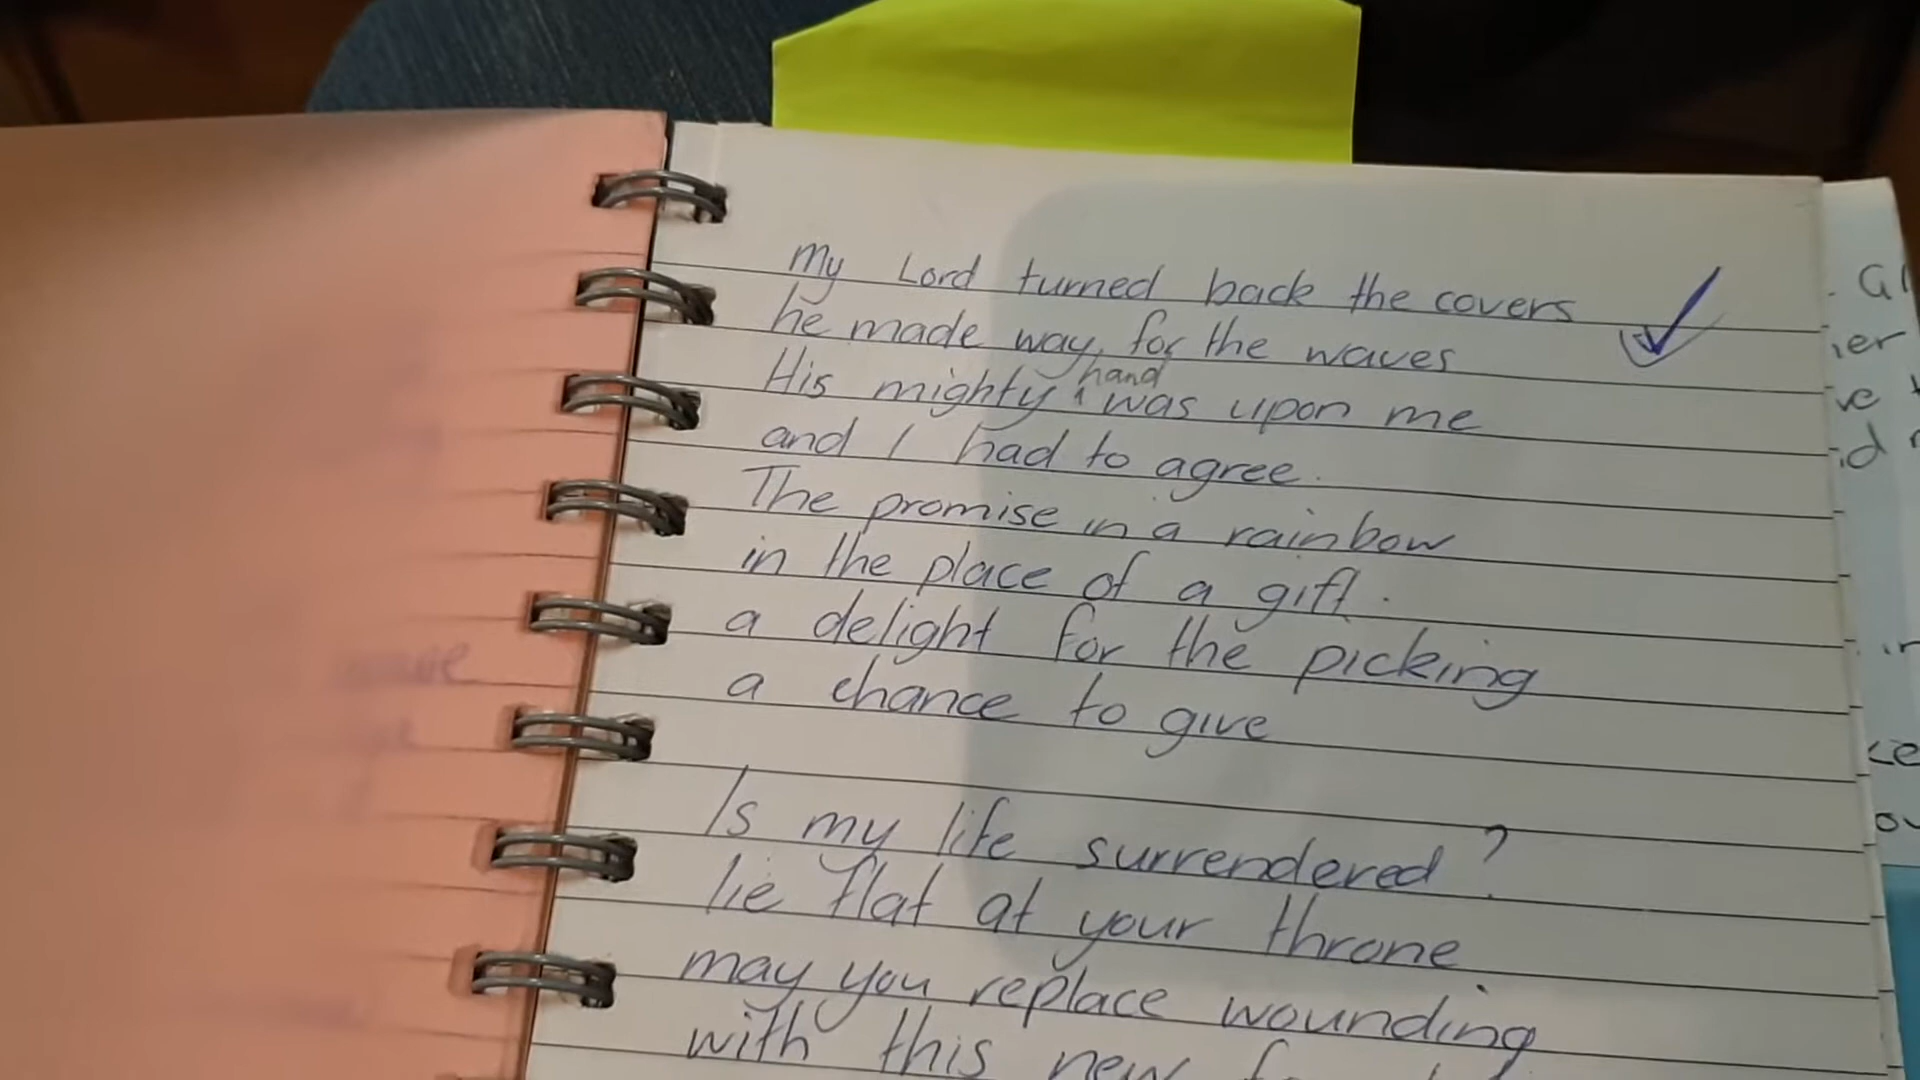 my Lord turned back the covers
he made way, for the waves
His mighty hand was upon me
and I had to agree.
The promise in a rainbow
in the place of a gift.
a delight for the picking
a chance to give
Is my life surrendered?
lie flat at your throne
may you replace wounding
with this new